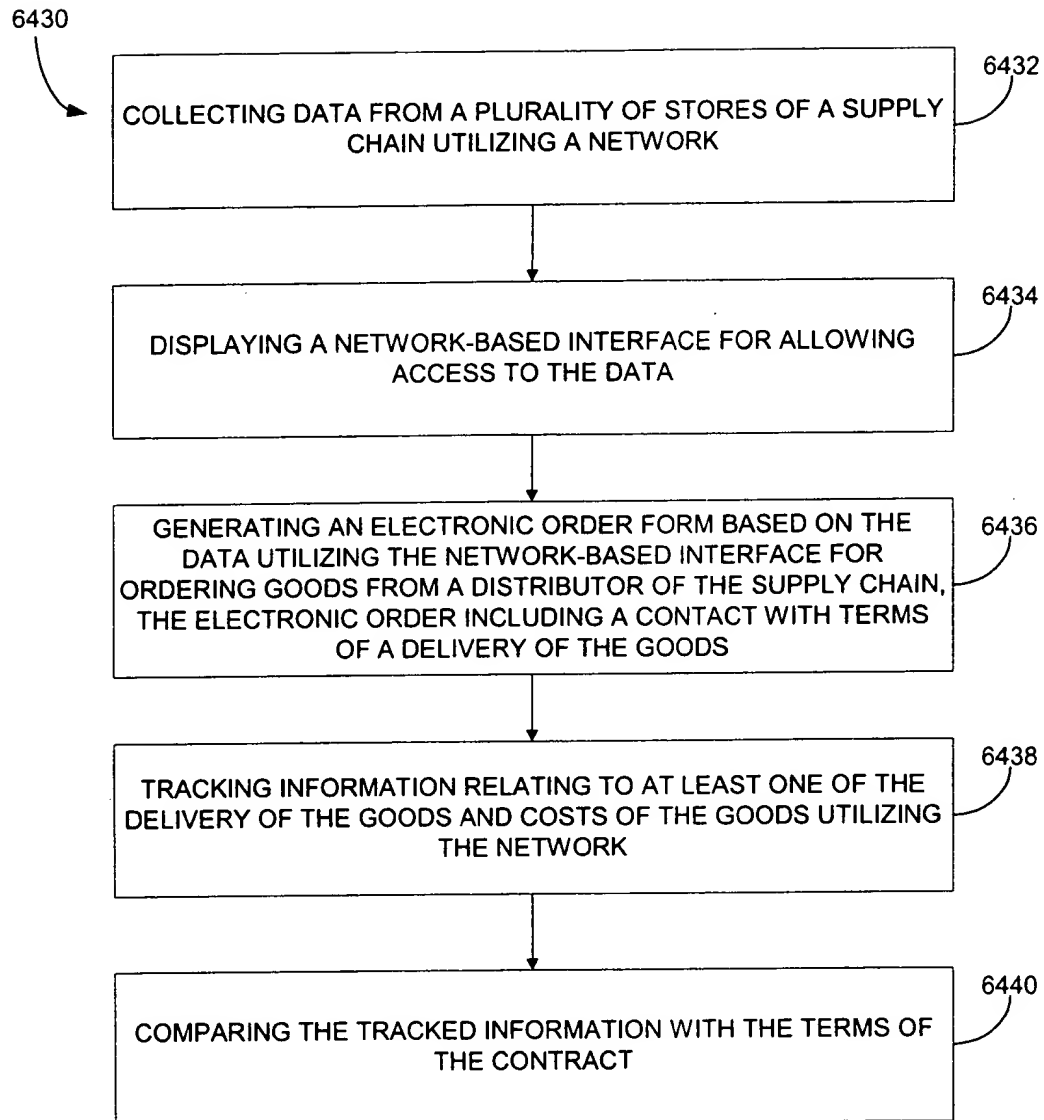 6430
6432
COLLECTING DATA FROM A PLURALITY OF STORES OF A SUPPLY
CHAIN UTILIZING A NETWORK
6434
DISPLAYING A NETWORK-BASED INTERFACE FOR ALLOWING
ACCESS TO THE DATA
6436
GENERATING AN ELECTRONIC ORDER FORM BASED ON THE
DATA UTILIZING THE NETWORK-BASED INTERFACE FOR
ORDERING GOODS FROM A DISTRIBUTOR OF THE SUPPLY CHAIN,
THE ELECTRONIC ORDER INCLUDING A CONTACT WITH TERMS
OF A DELIVERY OF THE GOODS
6438
TRACKING INFORMATION RELATING TO AT LEAST ONE OF THE
DELIVERY OF THE GOODS AND COSTS OF THE GOODS UTILIZING
THE NETWORK
6440
COMPARING THE TRACKED INFORMATION WITH THE TERMS OF
THE CONTRACT